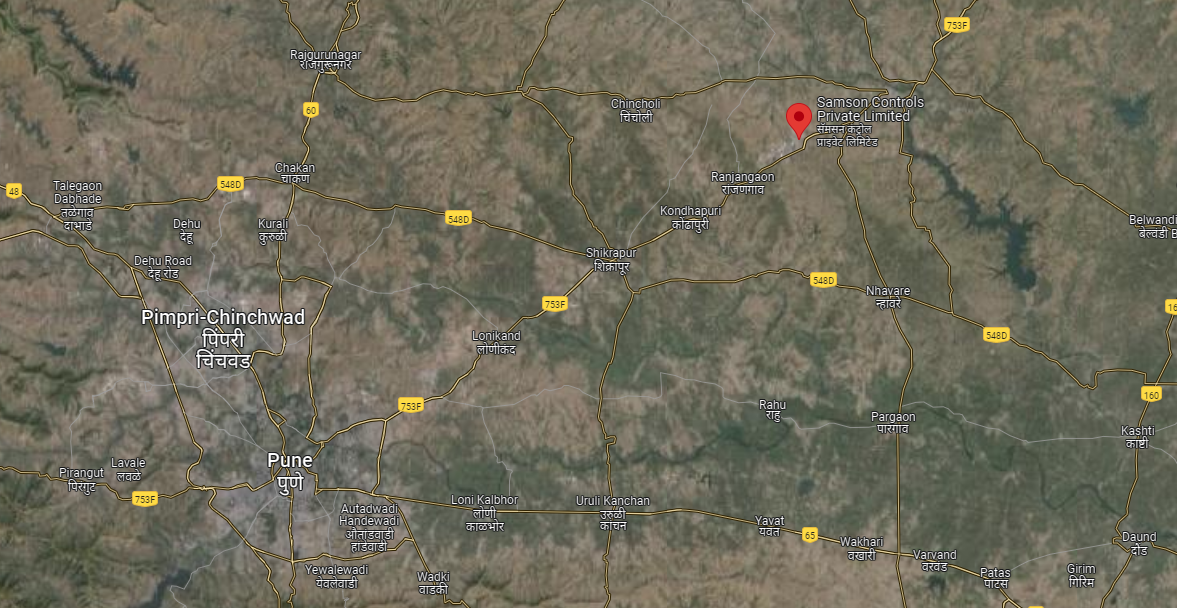 753F
Rajgurunagar
राजगुरूनगर
60
Chincholi
चिंचोली
Samson Controls
Private Limited
सॅमसन कंट्रोल
प्राइवेट लिमिटेड
Chakan
चाकण
48
Talegaon
Dabhade
तळेगाव
दाभाडे
548D
Ranjangaon
रांजणगाव
Dehu
देहू
Kurali
कुरुळी
548D
Kondhapuri
कोंढापुरी
Belwandi
बेल्वंडी B
Dehu Road
देहू रोड
Shikrapur
शिक्रापूर
548D
Nhavare
न्हावरे
753F
16
Pimpri-Chinchwad
पिंपरी
चिंचवड
Lonikand
लोणीकंद
548D
160
753F
Rahu
राहु
Pargaon
पारगाव
Kashti
काष्टी
Pune
पुणे
Lavale
लवळे
Pirangut
पिरंगुट
753F
Loni Kalbhor
लोणी
काळभोर
Uruli Kanchan
उरुळी
कांचन
Autadwadi
Handewadi
औताडवाडी
हांडेवाडी
Yavat
यवत
65
Wakhari
वखारी
Varvand
वरवंड
Daund
दौंड
Yewalewadi
येवलेवाडी
Wadki
वाडकी
Patas
पाटस
Girim
गिरिम